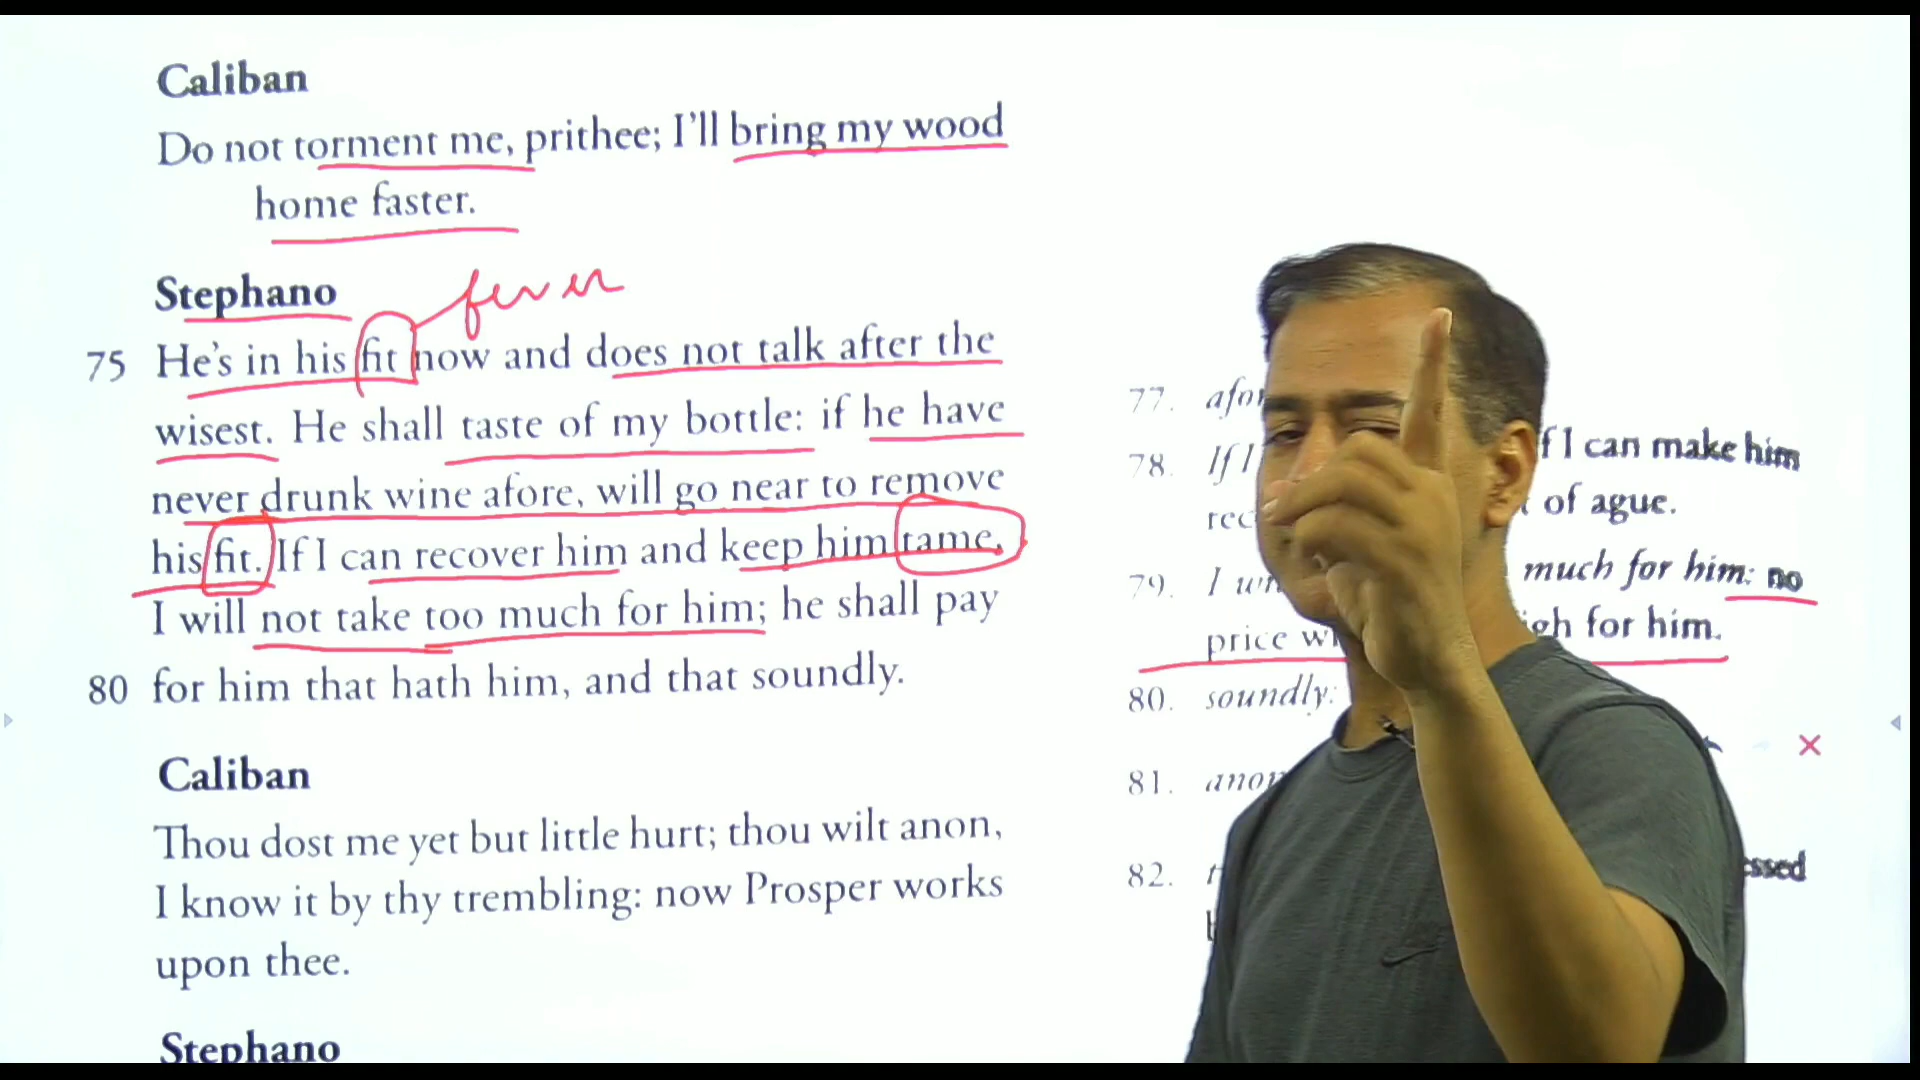 Caliban
Do not torment me, prithee; I'll bring my wood
home faster.
Stephano
fever
75 He's in his fit now and does not talk after the
wisest. He shall taste of my bottle: if he have
never drunk wine afore, will go near to remove
his fit. If I can recover him and keep him tame,
I will not take too much for him; he shall pay
80 for him that hath him, and that soundly.
Caliban
Thou dost me yet but little hurt; thou wilt anon,
I know it by thy trembling: now Prosper works
upon thee.
Stephano
77.
78. If I can make him
of ague.
79. I much for him: no
price for him.
80. soundly:
81.
82.